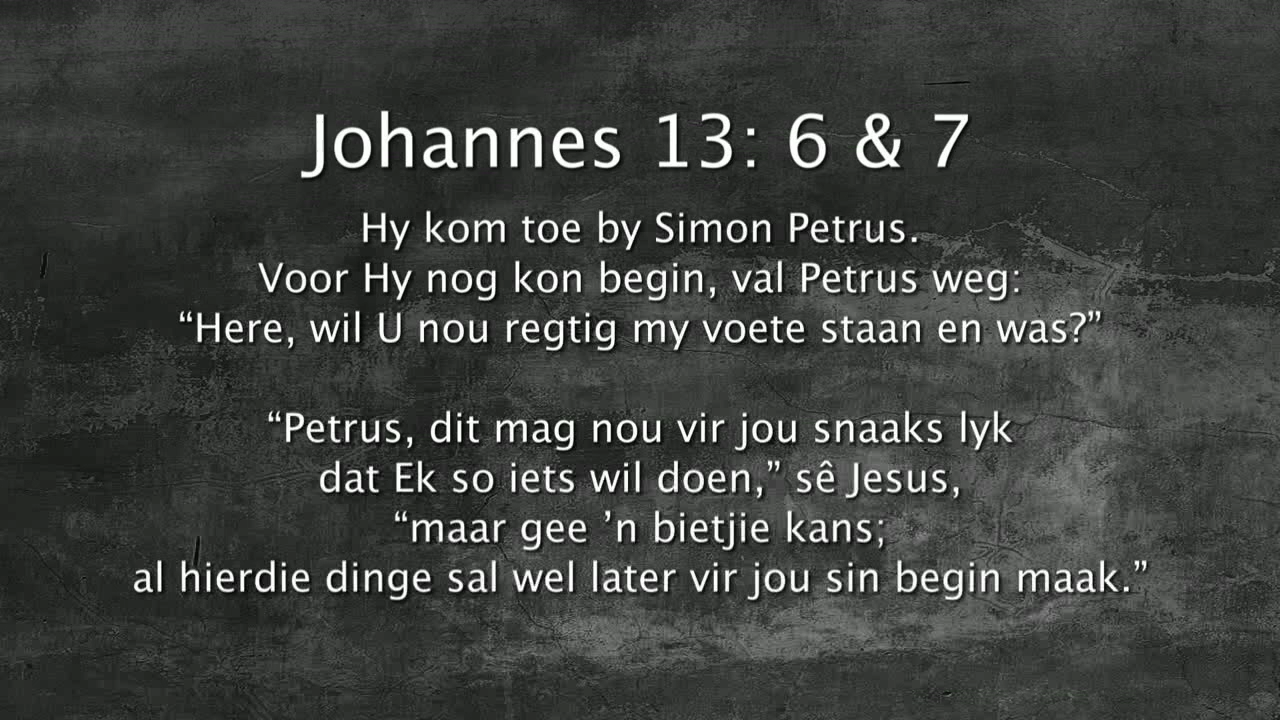 Johannes 13: 6 & 7
Hy kom toe by Simon Petrus.
Voor Hy nog kon begin, val Petrus weg:
“Here, wil U nou regtig my voete staan en was?”
“Petrus, dit mag nou vir jou snaaks lyk
dat Ek so iets wil doen,” sê Jesus,
“maar gee ’n bietjie kans;
al hierdie dinge sal wel later vir jou sin begin maak.”